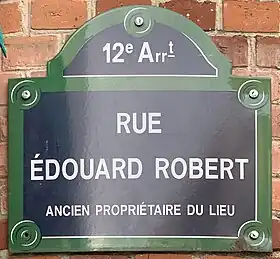 12e Arrt
RUE
ÉDOUARD ROBERT
ANCIEN PROPRIÉTAIRE DU LIEU